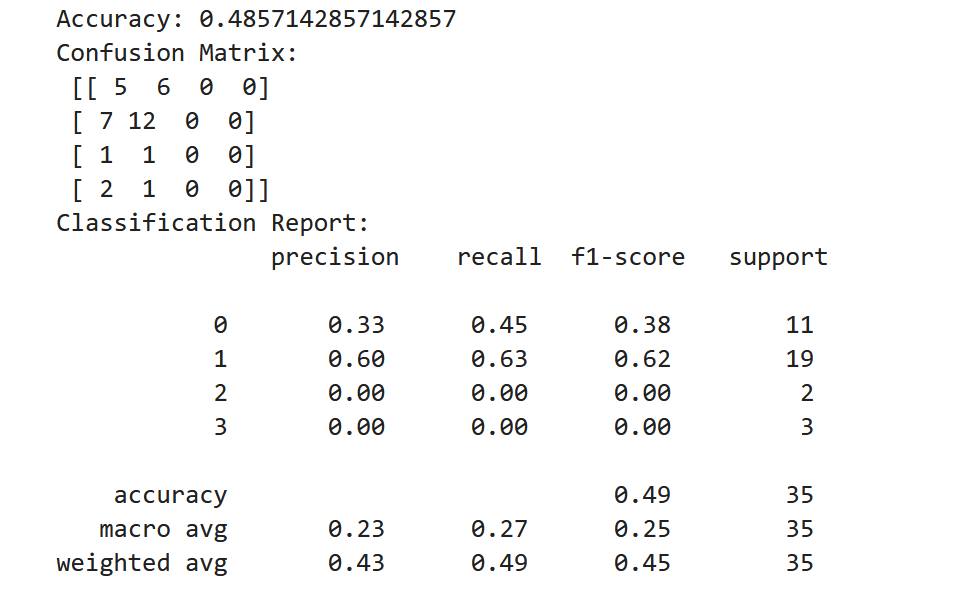 Accuracy: 0.4857142857142857
Confusion Matrix:
[[ 5  6  0  0]
[ 7 12  0  0]
[ 1  1  0  0]
[ 2  1  0  0]]
Classification Report:
precision recall f1-score support
0 0.33 0.45 0.38 11
1 0.60 0.63 0.62 19
2 0.00 0.00 0.00 2
3 0.00 0.00 0.00 3
accuracy 0.49 35
macro avg 0.23 0.27 0.25 35
weighted avg 0.43 0.49 0.45 35